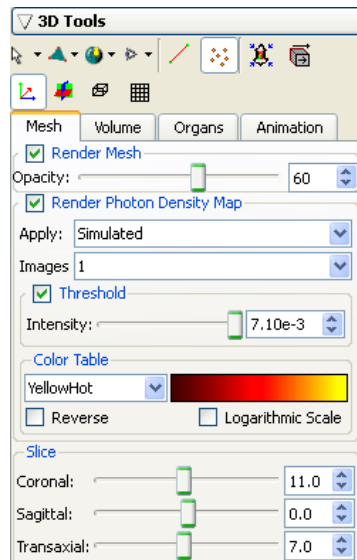 3D Tools
Mesh Volume Organs Animation
Render Mesh
Opacity: 60
Render Photon Density Map
Apply: Simulated
Images 1
Threshold
Intensity: 7.10e-3
Color Table
YellowHot
Reverse Logarithmic Scale
Slice
Coronal: 11.0
Sagittal: 0.0
Transaxial: 7.0